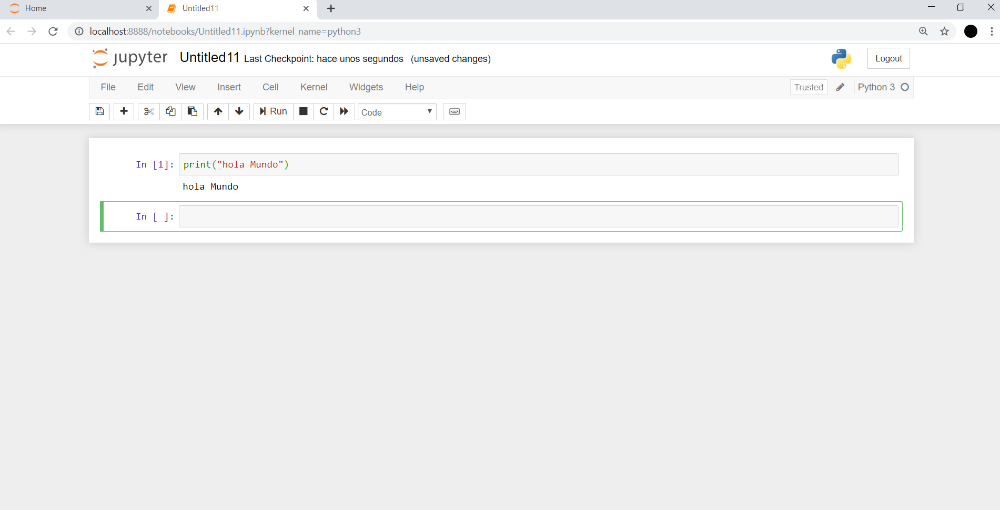 Home
Untitled11
localhost:8888/notebooks/Untitled11.ipynb?kernel_name=python3
jupyter Untitled11 Last Checkpoint: hace unos segundos (unsaved changes)
Logout
File Edit View Insert Cell Kernel Widgets Help
Trusted Python 3
Run Code
In [1]: print("hola Mundo")
hola Mundo
In [ ]: